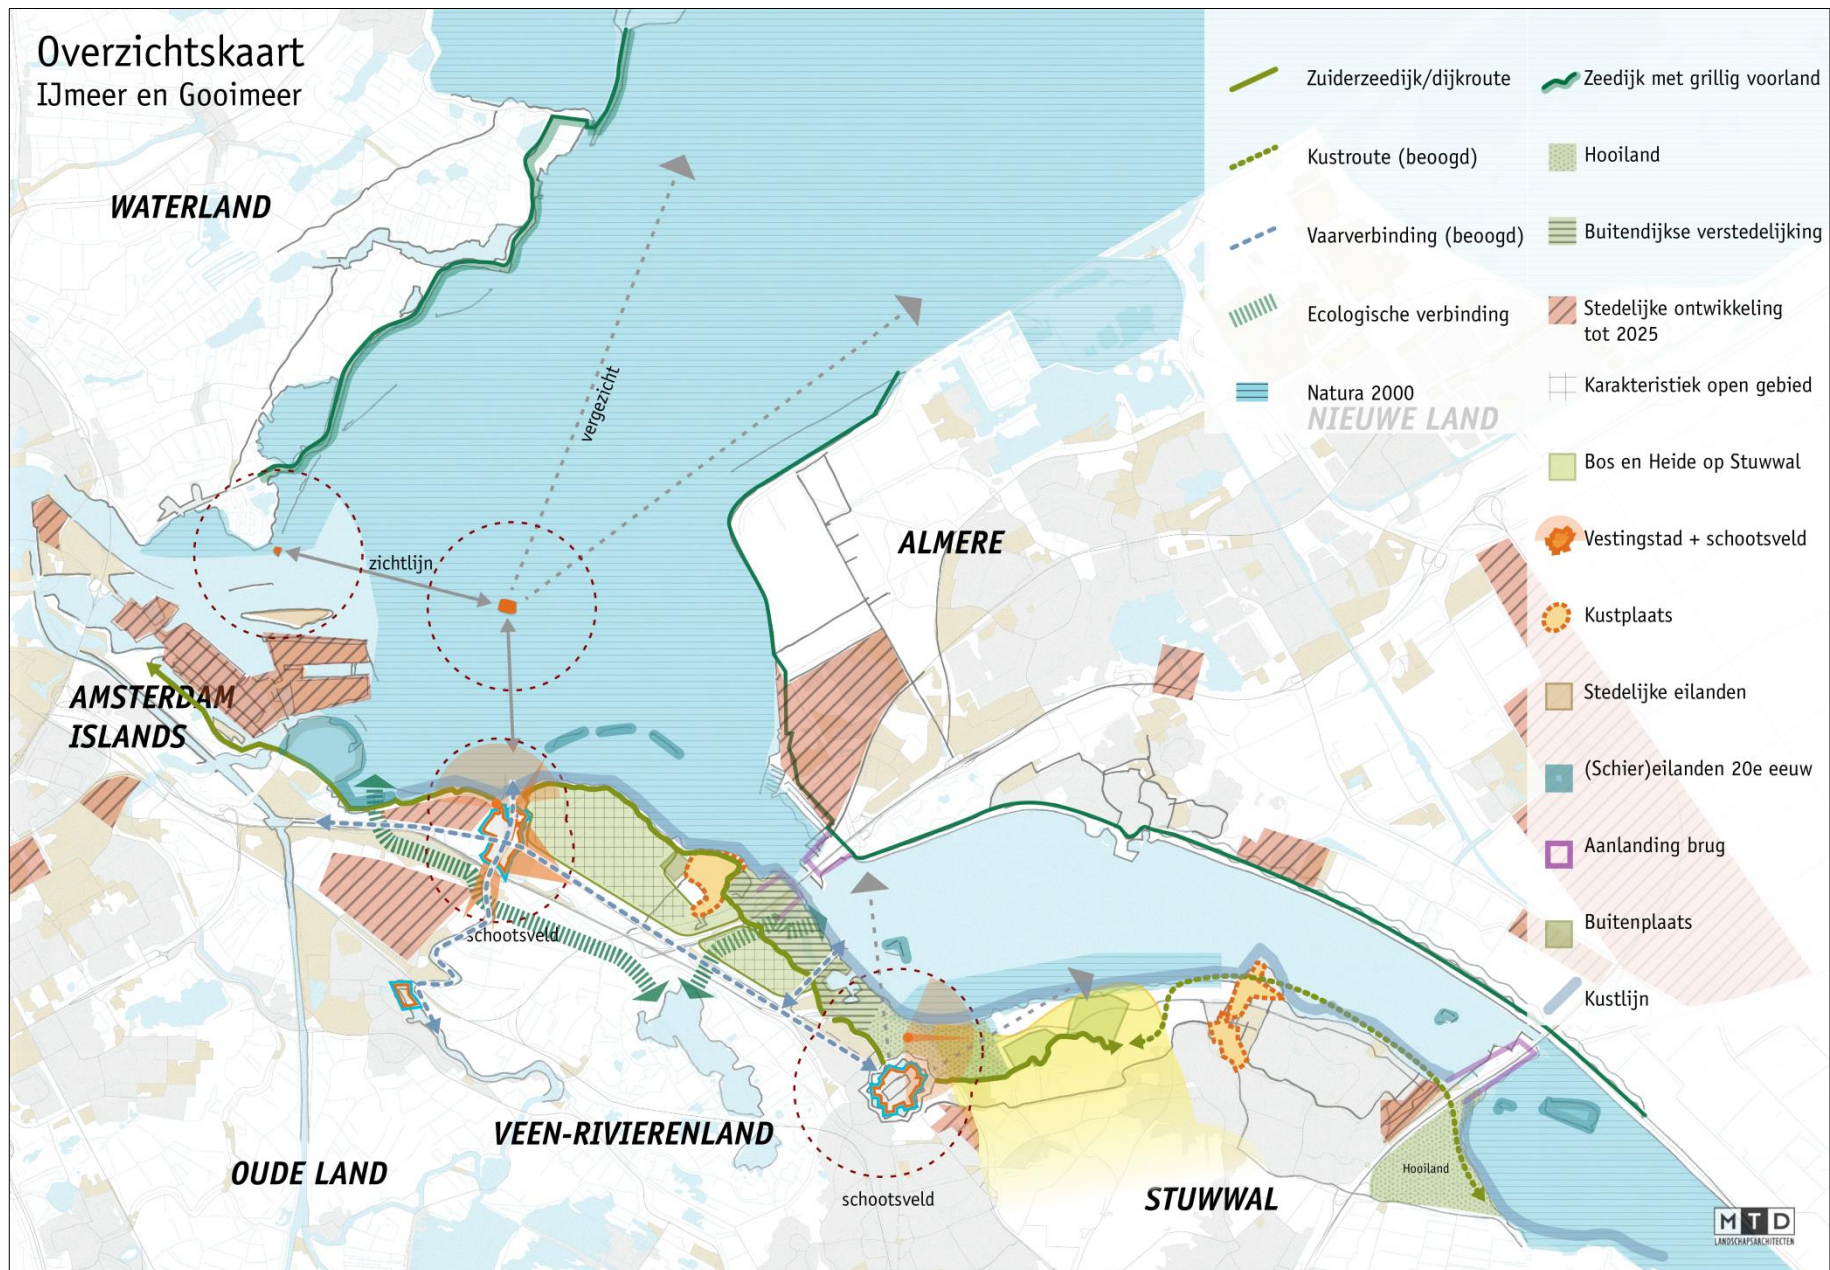 Overzichtskaart
IJmeer en Gooimeer
WATERLAND
vergezicht
zichtlijn
ALMERE
AMSTERDAM
ISLANDS
schootsveld
VEEN-RIVIERENLAND
OUDE LAND
schootsveld
STUWWAL
Hooiland
NIEUWE LAND
Zuiderzeedijk/dijkroute
Kustroute (beoogd)
Vaarverbinding (beoogd)
Ecologische verbinding
Natura 2000
Zeedijk met grillig voorland
Hooiland
Buitendijkse verstedelijking
Stedelijke ontwikkeling
tot 2025
Karakteristiek open gebied
Bos en Heide op Stuwwal
Vestingstad + schootsveld
Kustplaats
Stedelijke eilanden
(Schier)eilanden 20e eeuw
Aanlanding brug
Buitenplaats
Kustlijn
MTD
LANDSCHAPSARCHITECTEN